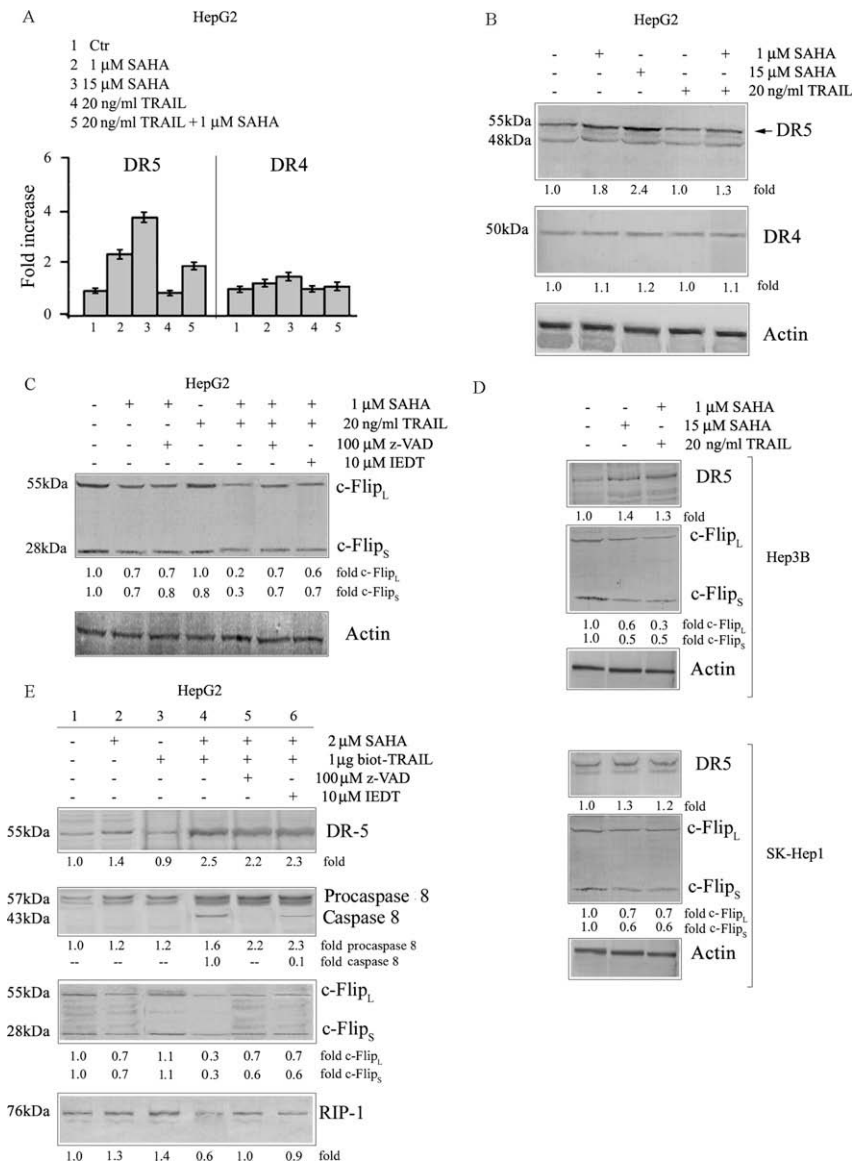 A
HepG2
1 Ctr
2 1 μM SAHA
3 15 μM SAHA
4 20 ng/ml TRAIL
5 20 ng/ml TRAIL + 1 μM SAHA
Fold increase
6
4
2
0
DR5 DR4
1 2 3 4 5 1 2 3 4 5
B
HepG2
- + - - + 1 μM SAHA
- - + - - 15 μM SAHA
- - - + + 20 ng/ml TRAIL
55kDa
48kDa
DR5
1.0 1.8 2.4 1.0 1.3 fold
50kDa
DR4
1.0 1.1 1.2 1.0 1.1 fold
Actin
C
HepG2
- + + - + + + 1 μM SAHA
- - - + + + + 20 ng/ml TRAIL
- - + - - + - 100 μM z-VAD
- - - - - - + 10 μM IEDT
55kDa c-FlipL
28kDa c-FlipS
1.0 0.7 0.7 1.0 0.2 0.7 0.6 fold c-FlipL
1.0 0.7 0.8 0.8 0.3 0.7 0.7 fold c-FlipS
Actin
D
- - + 1 μM SAHA
- + - 15 μM SAHA
- - + 20 ng/ml TRAIL
DR5
1.0 1.4 1.3 fold
c-FlipL
c-FlipS
1.0 0.6 0.3 fold c-FlipL
1.0 0.5 0.5 fold c-FlipS
Actin
Hep3B
DR5
1.0 1.3 1.2 fold
c-FlipL
c-FlipS
1.0 0.7 0.7 fold c-FlipL
1.0 0.6 0.6 fold c-FlipS
Actin
SK-Hep1
E
HepG2
1 2 3 4 5 6
- + - + + + 2 μM SAHA
- - + + + + 1μg biot-TRAIL
- - - - + - 100 μM z-VAD
- - - - - + 10 μM IEDT
55kDa DR-5
1.0 1.4 0.9 2.5 2.2 2.3 fold
57kDa Procaspase 8
43kDa Caspase 8
1.0 1.2 1.2 1.6 2.2 2.3 fold procaspase 8
-- -- -- 1.0 -- 0.1 fold caspase 8
55kDa c-FlipL
28kDa c-FlipS
1.0 0.7 1.1 0.3 0.7 0.7 fold c-FlipL
1.0 0.7 1.1 0.3 0.6 0.6 fold c-FlipS
76kDa RIP-1
1.0 1.3 1.4 0.6 1.0 0.9 fold